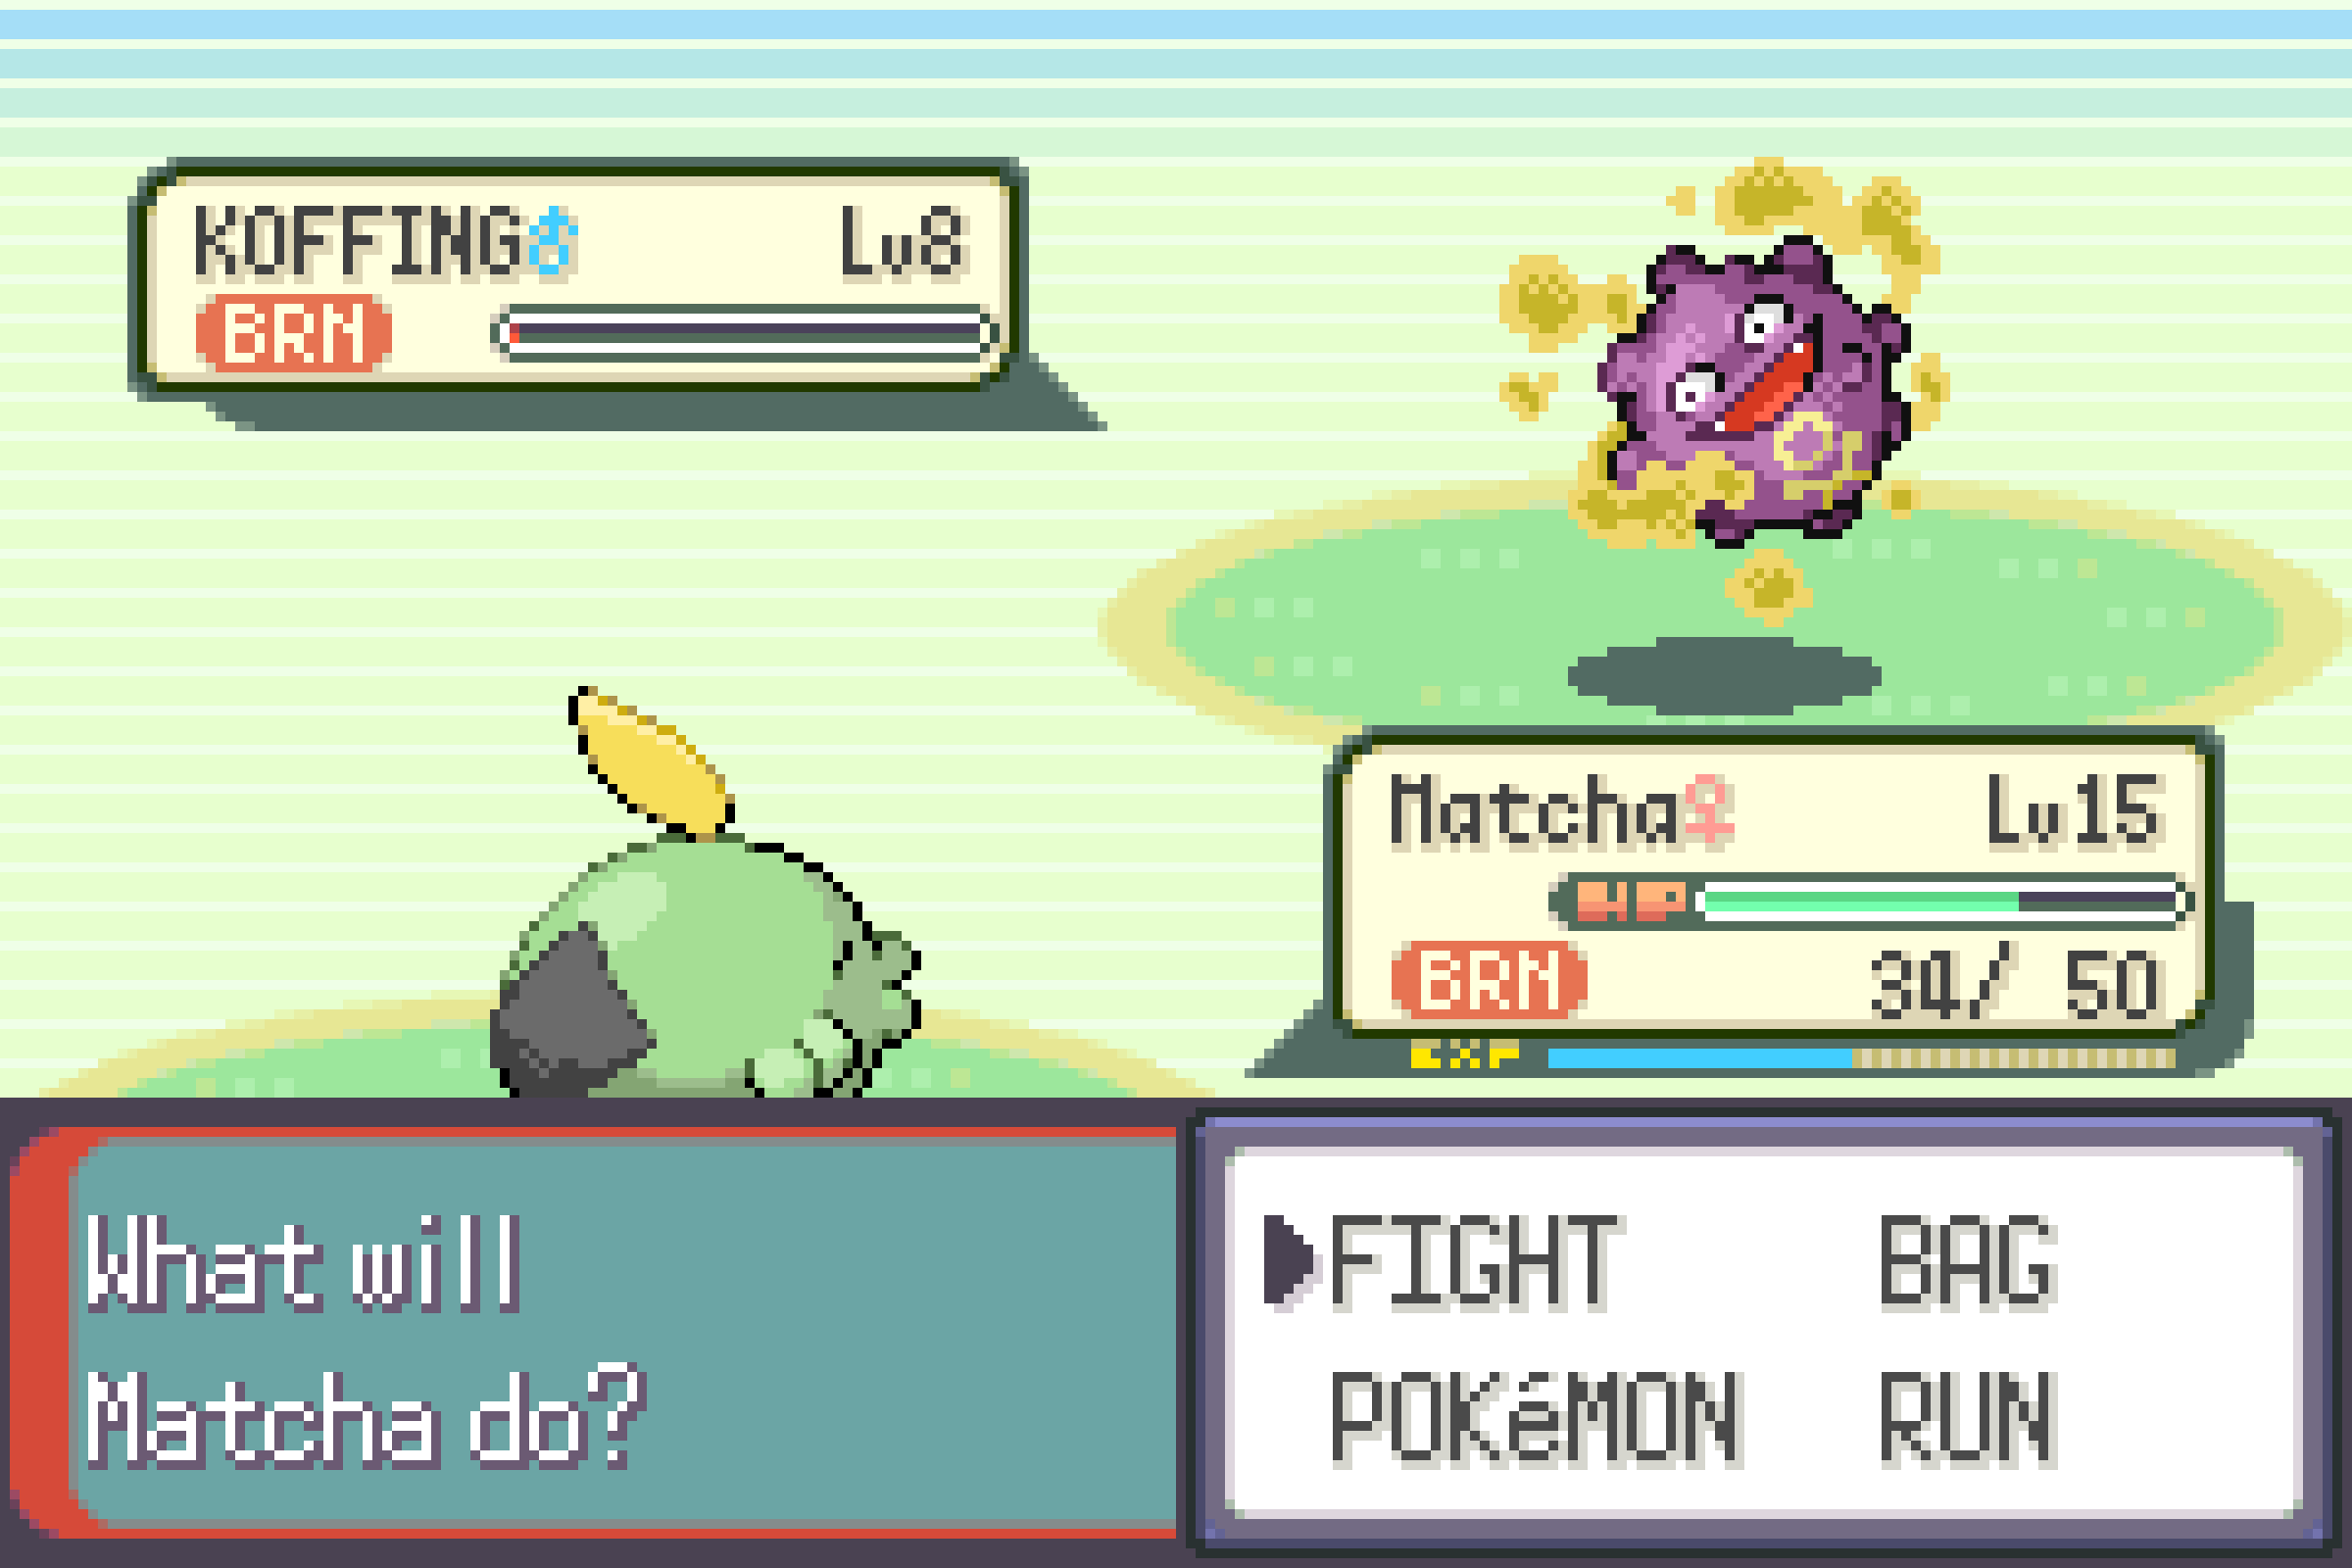 KOFFING♂ Lv8
BRN
Matcha♀ Lv15
HP
BRN 34/ 50
EXP
What will
Matcha do?
FIGHT BAG
POKéMON RUN